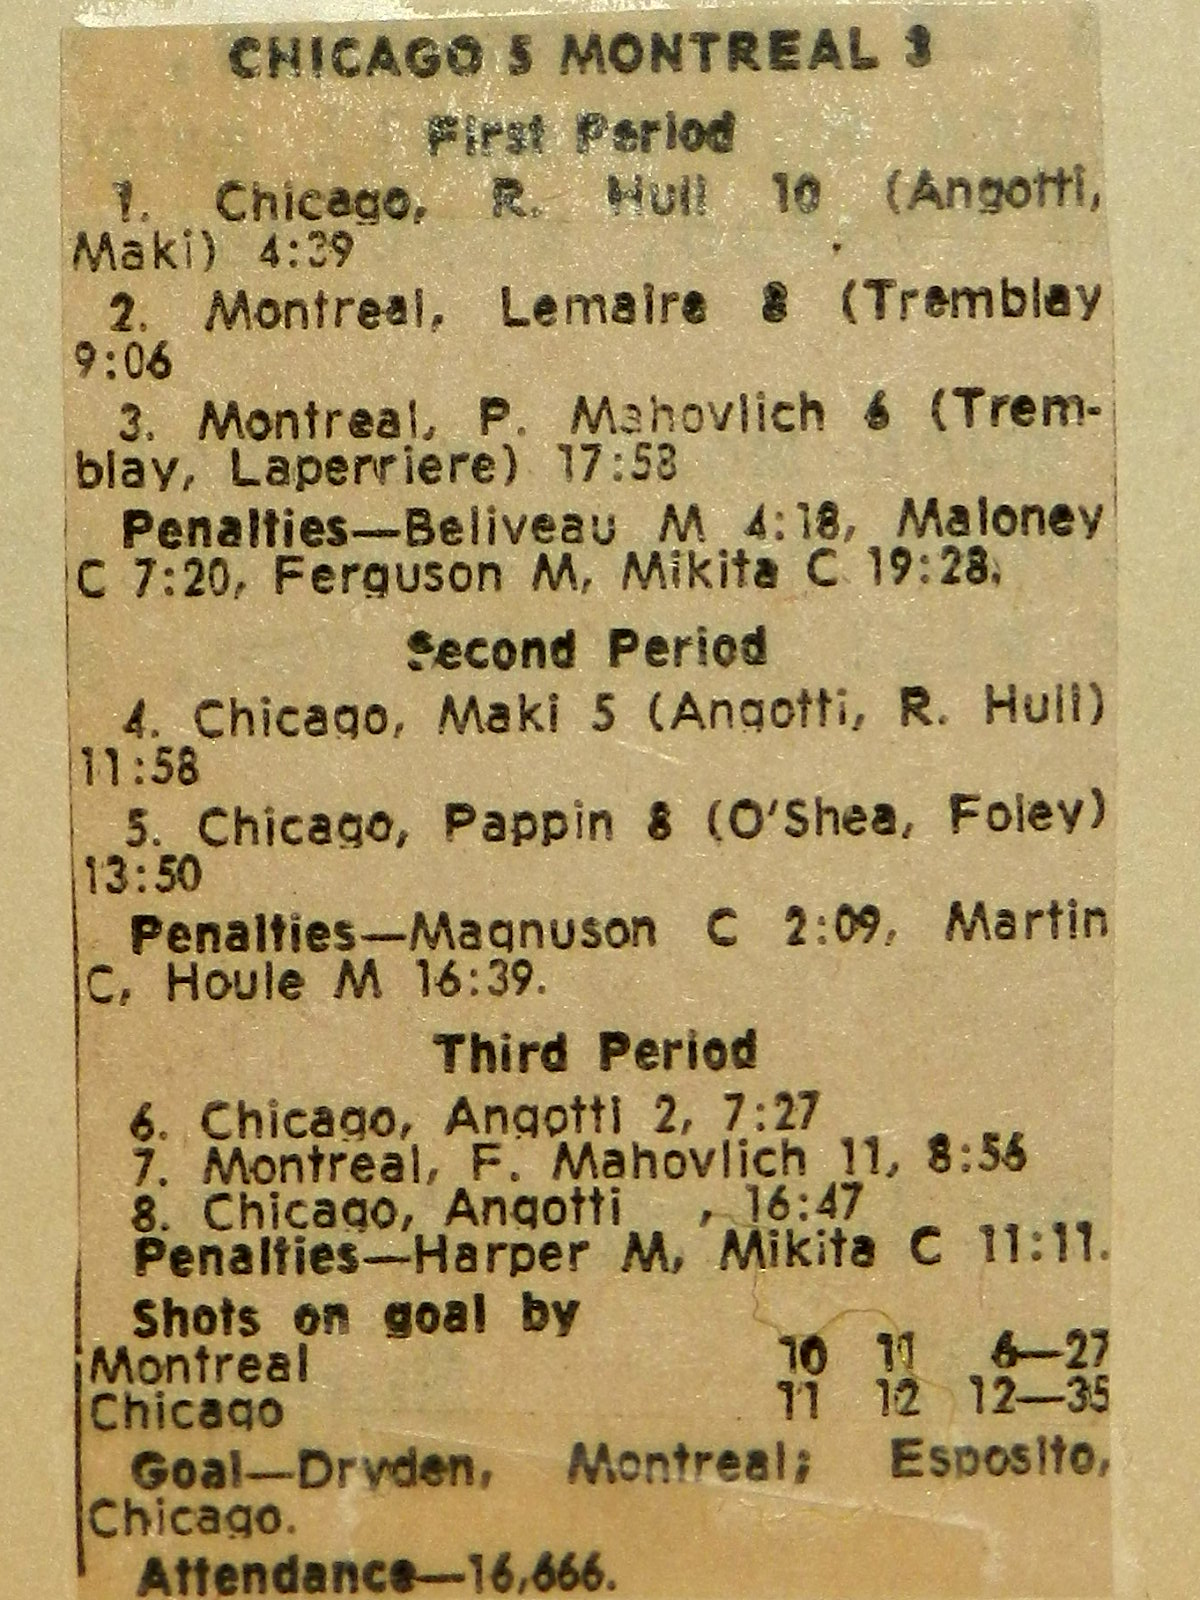 CHICAGO 5 MONTREAL 3
First Period
1. Chicago, R. Hull 10 (Angotti,
Maki) 4:39
2. Montreal, Lemaire 8 (Tremblay
9:06
3. Montreal, P. Mahovlich 6 (Trem-
blay, Laperriere) 17:58
Penalties—Beliveau M 4:18, Maloney
C 7:20, Ferguson M, Mikita C 19:28.
Second Period
4. Chicago, Maki 5 (Angotti, R. Hull)
11:58
5. Chicago, Pappin 8 (O'Shea, Foley)
13:50
Penalties—Magnuson C 2:09, Martin
C, Houle M 16:39.
Third Period
6. Chicago, Angotti 2, 7:27
7. Montreal, F. Mahovlich 11, 8:56
8. Chicago, Angotti , 16:47
Penalties—Harper M, Mikita C 11:11.
Shots on goal by
Montreal 10 11 6—27
Chicago 11 12 12—35
Goal—Dryden, Montreal; Esposito,
Chicago.
Attendance—16,666.